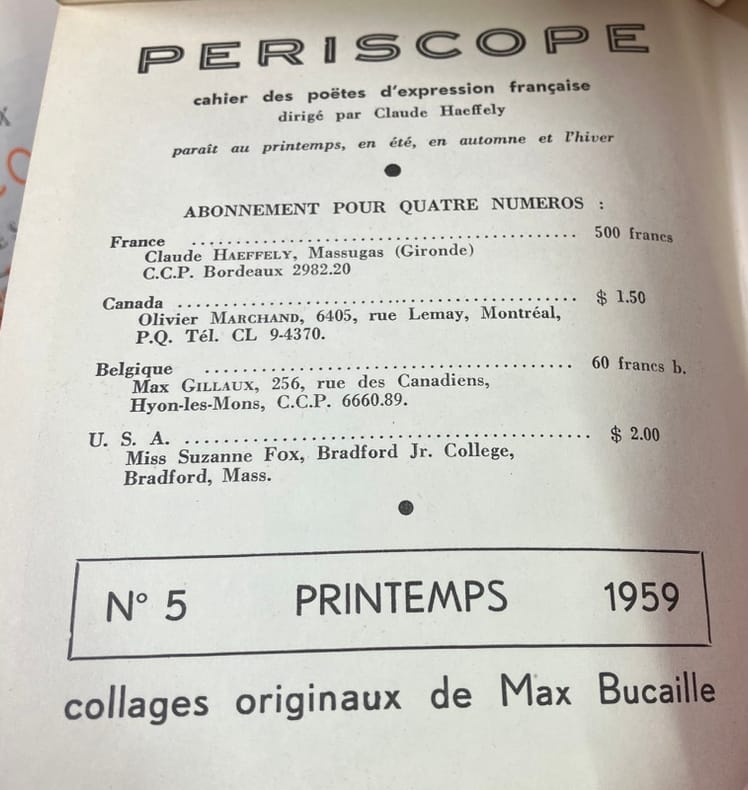 PERISCOPE
cahier des poëtes d'expression française
dirigé par Claude Haeffely
paraît au printemps, en été, en automne et l'hiver
ABONNEMENT POUR QUATRE NUMEROS :
France ........................................ 500 francs
Claude HAEFFELY, Massugas (Gironde)
C.C.P. Bordeaux 2982.20
Canada ........................................ $ 1.50
Olivier MARCHAND, 6405, rue Lemay, Montréal,
P.Q. Tél. CL 9-4370.
Belgique ........................................ 60 francs b.
Max GILLAUX, 256, rue des Canadiens,
Hyon-les-Mons, C.C.P. 6660.89.
U. S. A. ........................................ $ 2.00
Miss Suzanne Fox, Bradford Jr. College,
Bradford, Mass.
N° 5 PRINTEMPS 1959
collages originaux de Max Bucaille